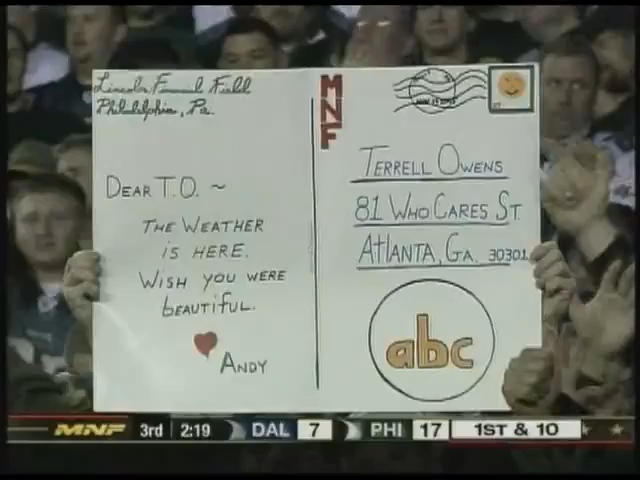 Lincoln Financial Field
Philadelphia, Pa.
DEAR T.O. ~
THE WEATHER
IS HERE.
WISH YOU WERE
beautiful.
ANDY
MNF
TERRELL OWENS
81 WHO CARES ST.
ATLANTA, GA. 30301
abc
MNF 3rd 2:19 DAL 7 PHI 17 1ST & 10